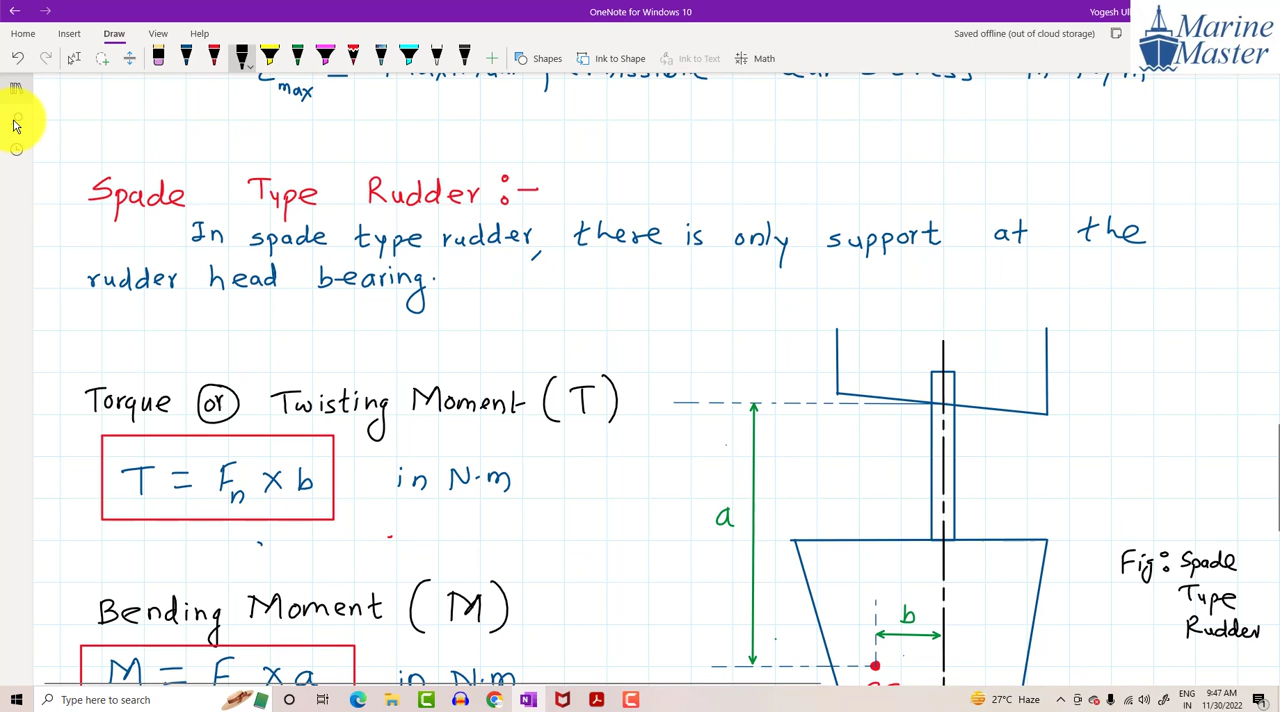 OneNote for Windows 10
Yogesh Ul
Marine
Master
Home Insert Draw View Help
Saved offline (out of cloud storage)
Shapes Ink to Shape Ink to Text Math
max
Spade Type Rudder :-
In spade type rudder, there is only support at the
rudder head bearing.
Torque or Twisting Moment (T)
T = Fn × b in N·m
a
Fig: Spade
Type
Rudder
Bending Moment (M)
b
M = F × a in N·m
Type here to search
27°C Haze
ENG
IN
9:47 AM
11/30/2022